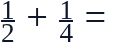 1/2 + 1/4 =